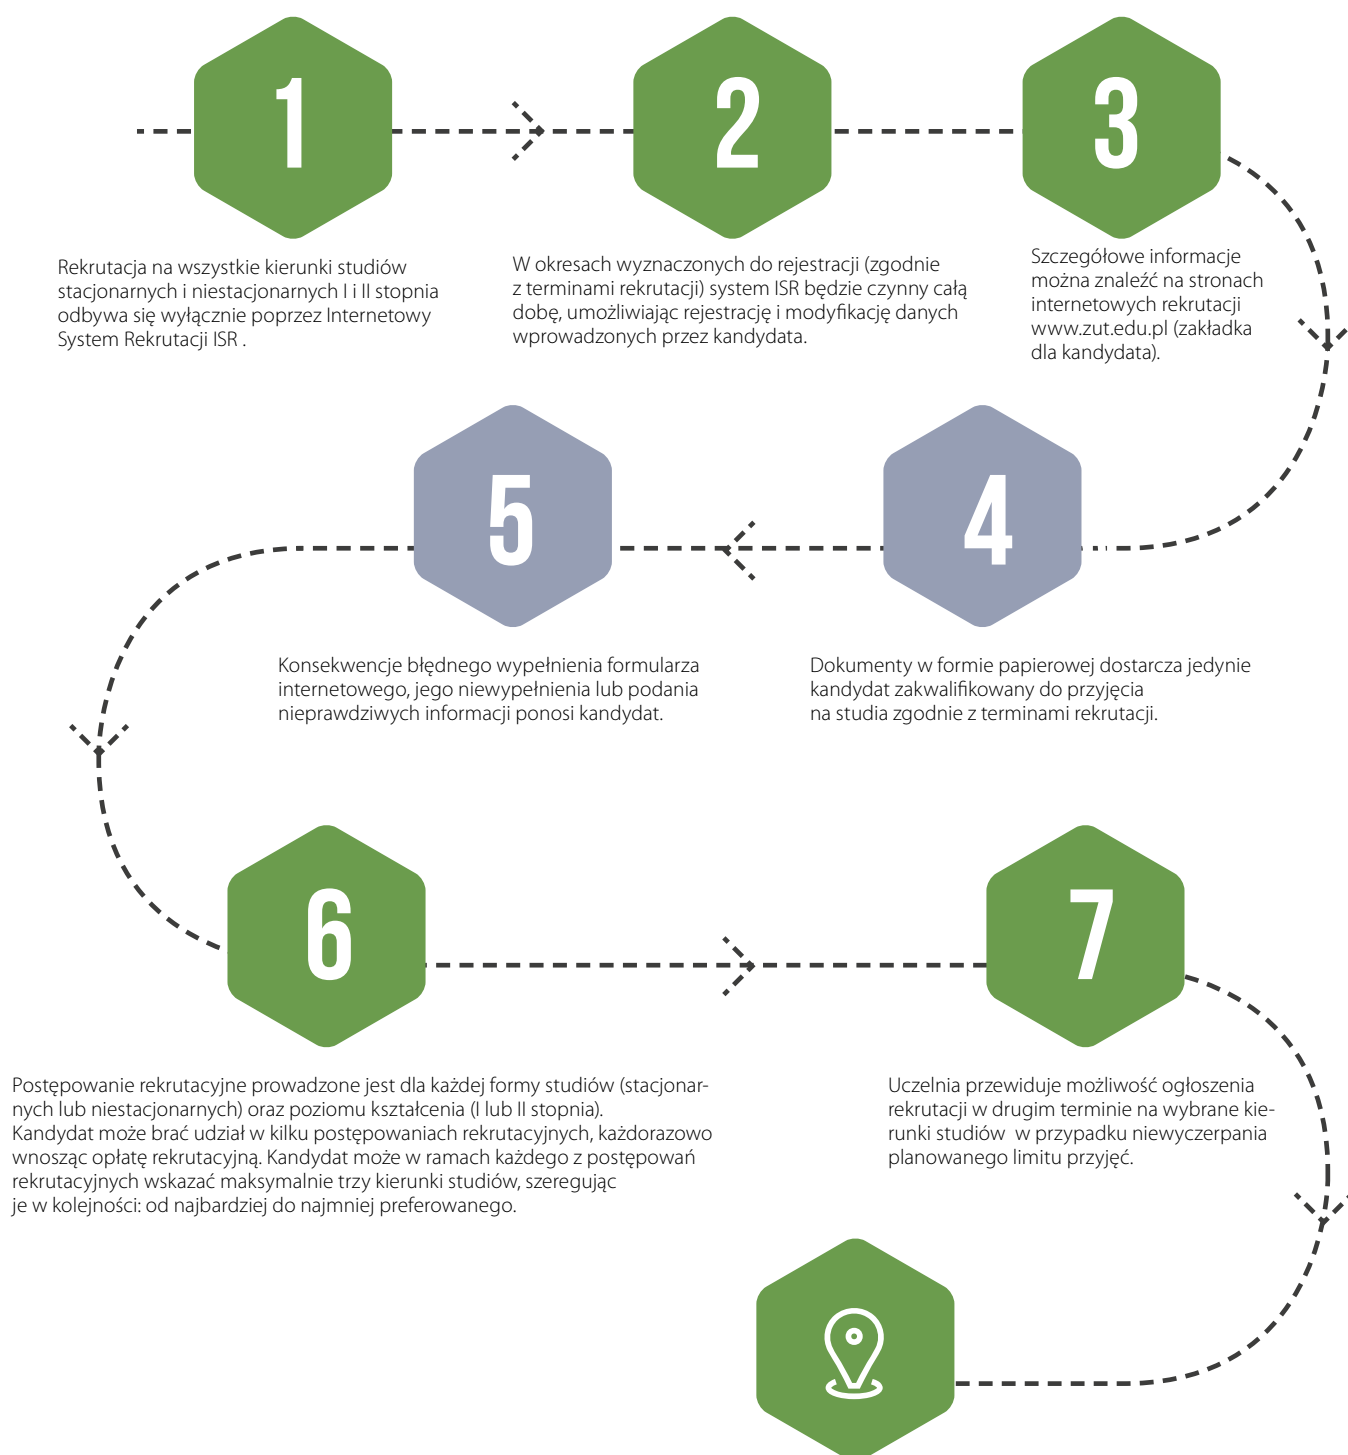 1
Rekrutacja na wszystkie kierunki studiów
stacjonarnych i niestacjonarnych I i II stopnia
odbywa się wyłącznie poprzez Internetowy
System Rekrutacji ISR .
2
W okresach wyznaczonych do rejestracji (zgodnie
z terminami rekrutacji) system ISR będzie czynny całą
dobę, umożliwiając rejestrację i modyfikację danych
wprowadzonych przez kandydata.
3
Szczegółowe informacje
można znaleźć na stronach
internetowych rekrutacji
www.zut.edu.pl (zakładka
dla kandydata).
4
Dokumenty w formie papierowej dostarcza jedynie
kandydat zakwalifikowany do przyjęcia
na studia zgodnie z terminami rekrutacji.
5
Konsekwencje błędnego wypełnienia formularza
internetowego, jego niewypełnienia lub podania
nieprawdziwych informacji ponosi kandydat.
6
Postępowanie rekrutacyjne prowadzone jest dla każdej formy studiów (stacjonar-
nych lub niestacjonarnych) oraz poziomu kształcenia (I lub II stopnia).
Kandydat może brać udział w kilku postępowaniach rekrutacyjnych, każdorazowo
wnosząc opłatę rekrutacyjną. Kandydat może w ramach każdego z postępowań
rekrutacyjnych wskazać maksymalnie trzy kierunki studiów, szeregując
je w kolejności: od najbardziej do najmniej preferowanego.
7
Uczelnia przewiduje możliwość ogłoszenia
rekrutacji w drugim terminie na wybrane kie-
runki studiów  w przypadku niewyczerpania
planowanego limitu przyjęć.